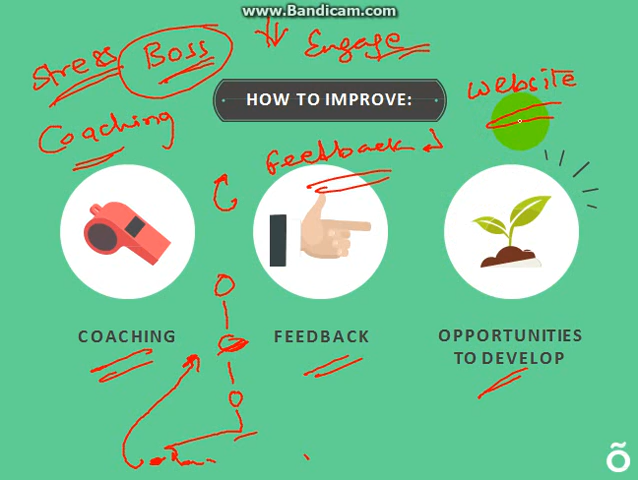 www.Bandicam.com
Stress Boss Engage
website
HOW TO IMPROVE:
Coaching
Feedback
COACHING
FEEDBACK
OPPORTUNITIES
TO DEVELOP
õ